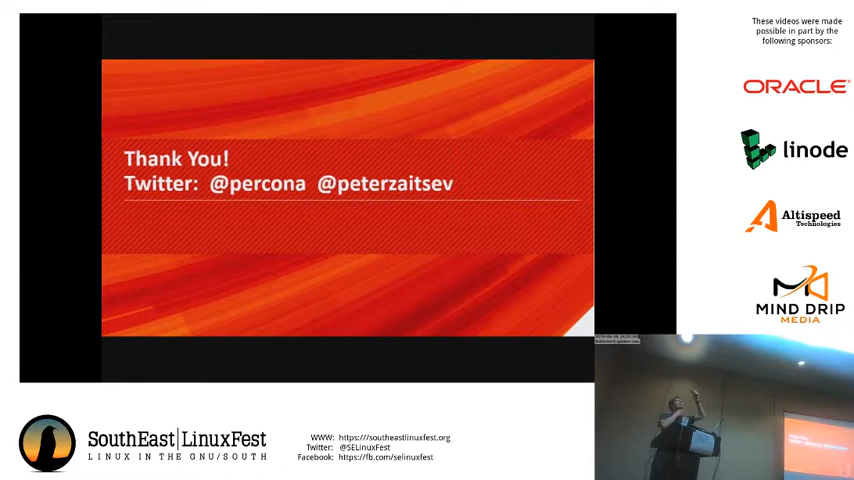 These videos were made
possible in part by the
following sponsors:
ORACLE
linode
Altispeed
Technologies
MIND DRIP
MEDIA
Thank You!
Twitter: @percona @peterzaitsev
SouthEast|LinuxFest
LINUX IN THE GNU/SOUTH
WWW: https://southeastlinuxfest.org
Twitter: @SELinuxFest
Facebook: https://fb.com/selinuxfest